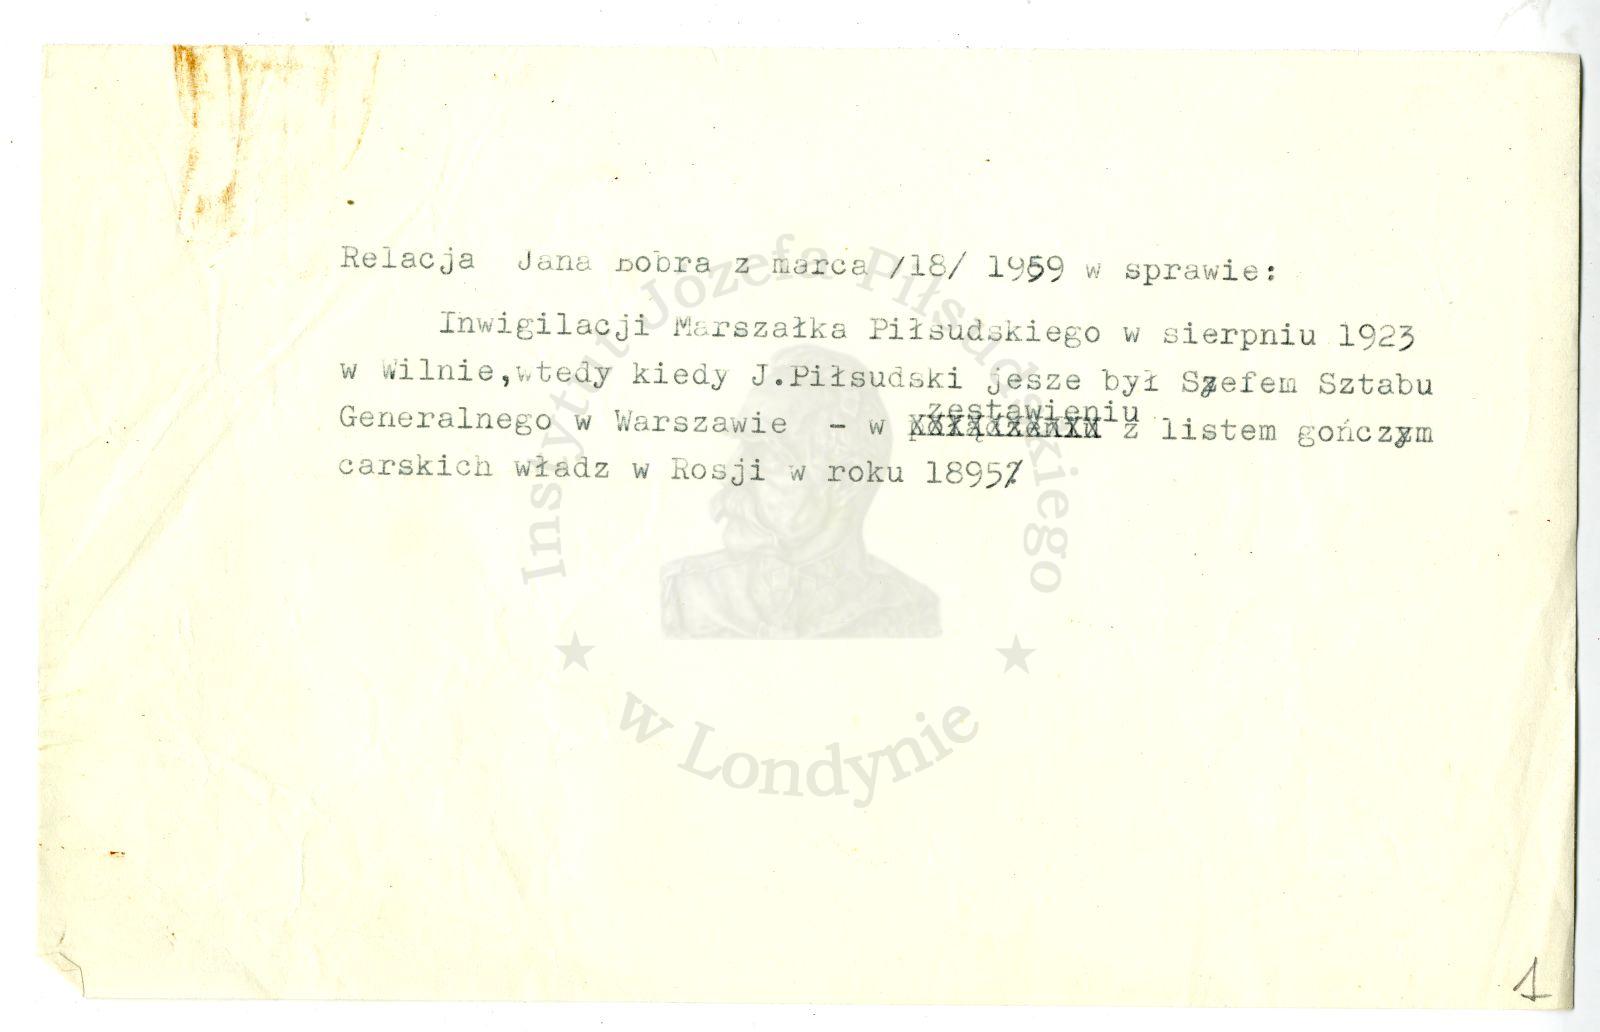 Relacja Jana Bobra z marca /18/ 1959 w sprawie:
Inwigilacji Marszałka Piłsudskiego w sierpniu 1923
w Wilnie,wtedy kiedy J.Piłsudski jesze był Szefem Sztabu
zestawieniu
Generalnego w Warszawie - w z listem gończym
carskich władz w Rosji w roku 1895
Instytut Józefa Piłsudskiego
w Londynie
1